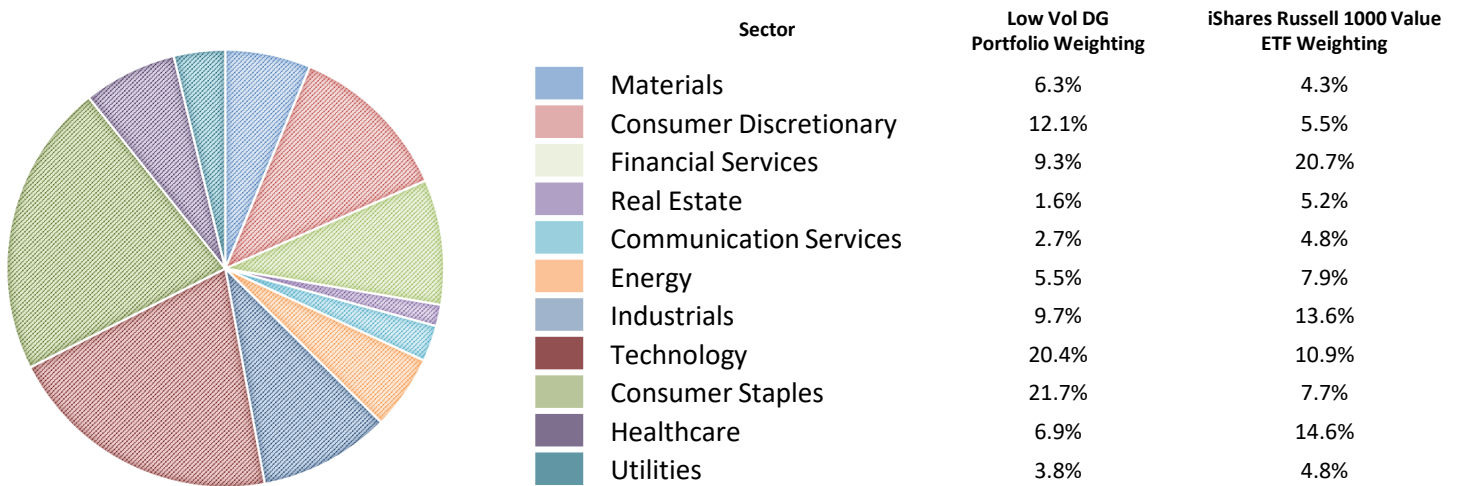 Sector Low Vol DG Portfolio Weighting iShares Russell 1000 Value ETF Weighting
Materials 6.3% 4.3%
Consumer Discretionary 12.1% 5.5%
Financial Services 9.3% 20.7%
Real Estate 1.6% 5.2%
Communication Services 2.7% 4.8%
Energy 5.5% 7.9%
Industrials 9.7% 13.6%
Technology 20.4% 10.9%
Consumer Staples 21.7% 7.7%
Healthcare 6.9% 14.6%
Utilities 3.8% 4.8%